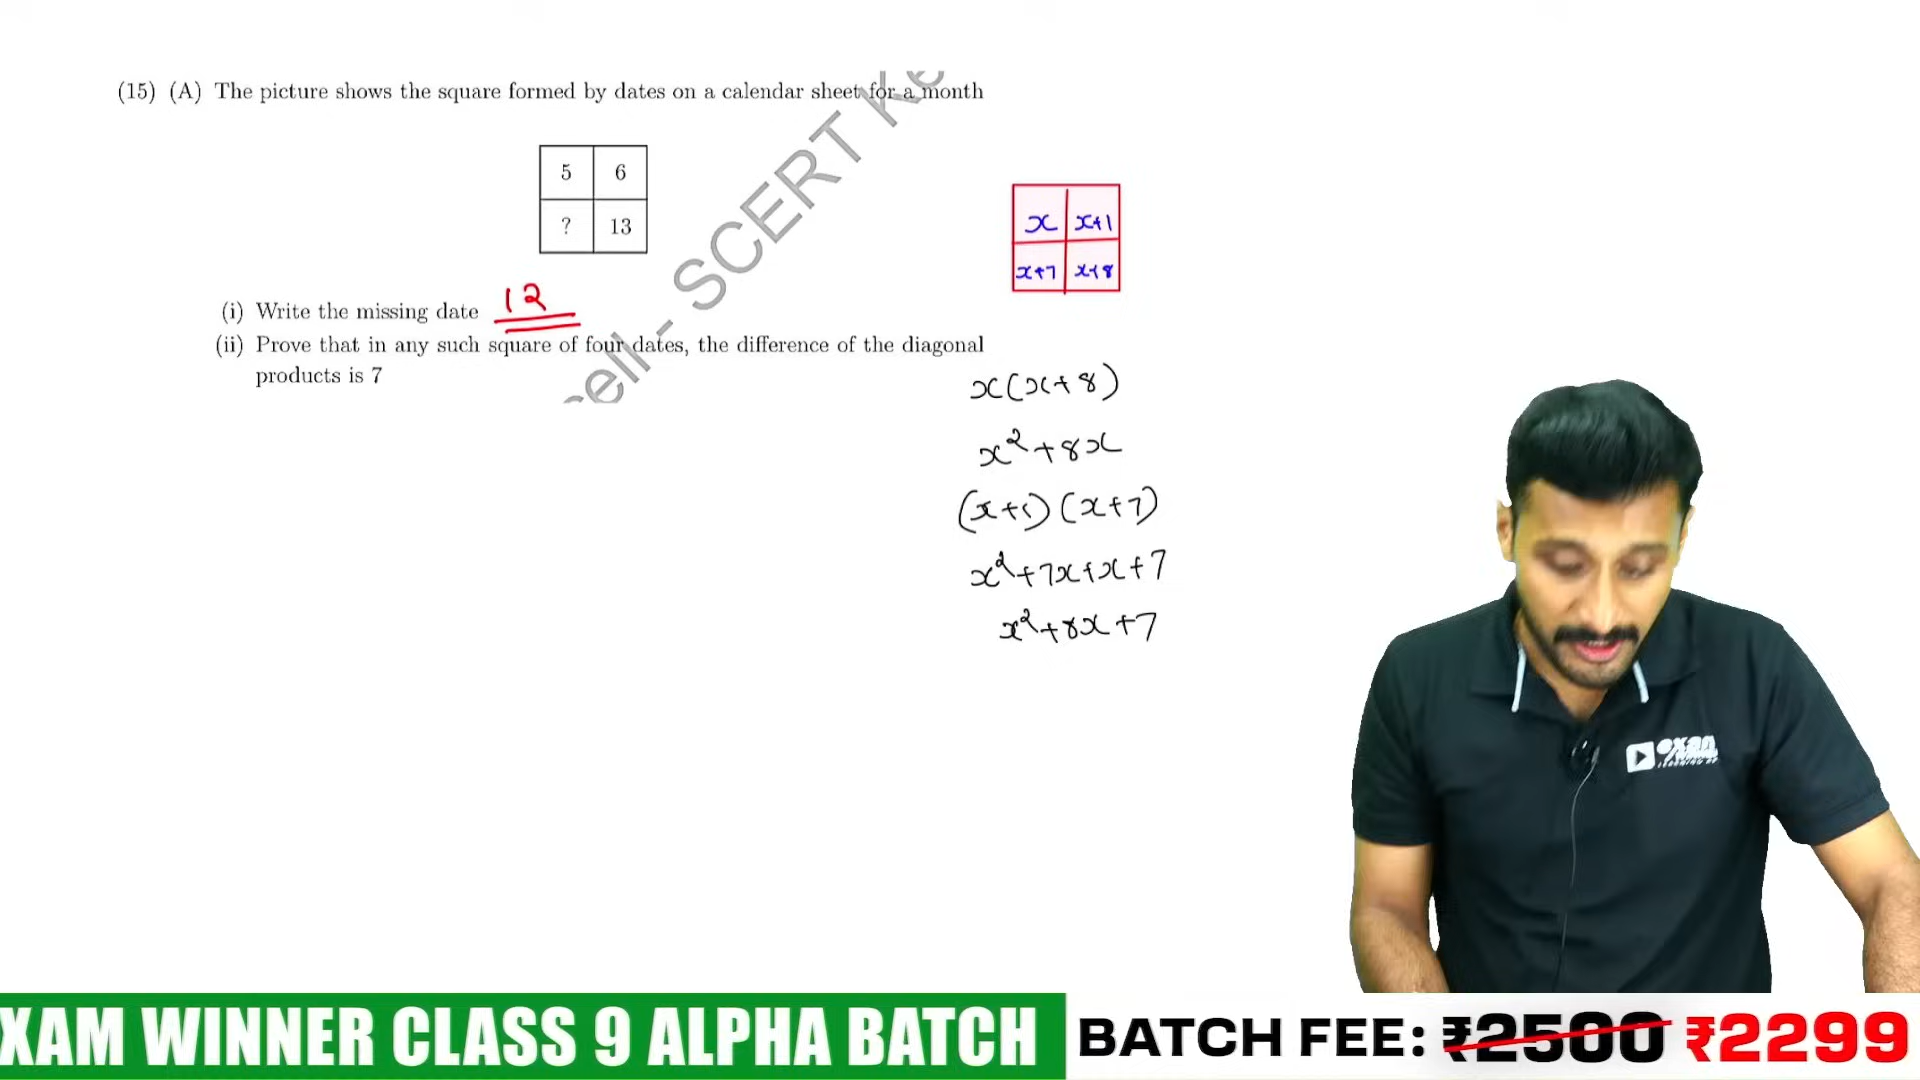 (15) (A) The picture shows the square formed by dates on a calendar sheet for a month
5 6
? 13
x x+1
x+7 x+8
(i) Write the missing date 12
(ii) Prove that in any such square of four dates, the difference of the diagonal
products is 7
cell - SCERT Ke
x(x+8)
x²+8x
(x+1)(x+7)
x²+7x+x+7
x²+8x+7
XAM WINNER CLASS 9 ALPHA BATCH
BATCH FEE: ₹2500 ₹2299